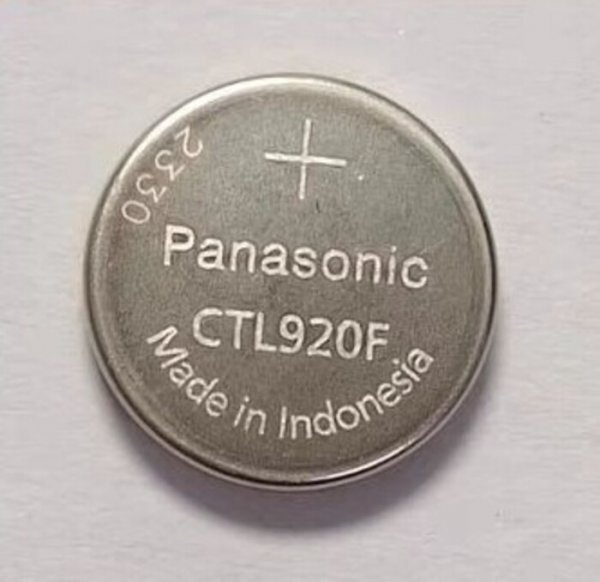 +
2330
Panasonic
CTL920F
Made in Indonesia